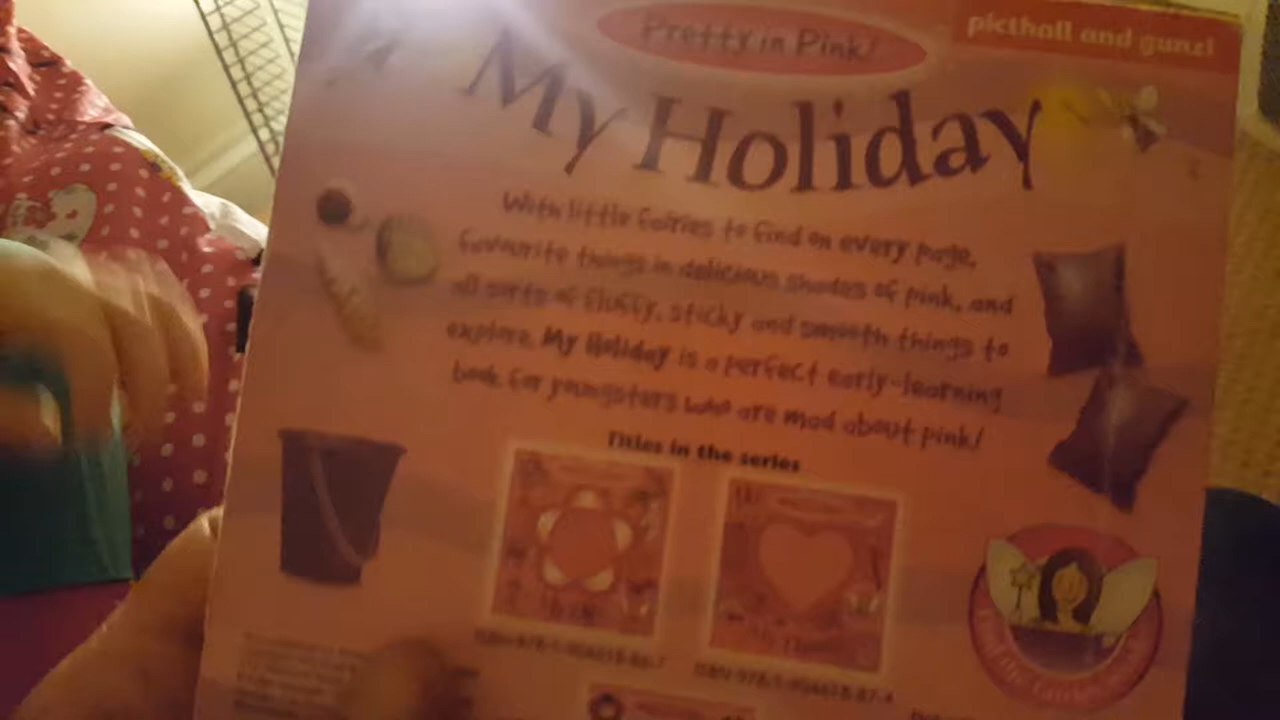 Pretty in Pink!
picthall and gunzi
My Holiday
With little fairies to find on every page,
favourite things in delicious shades of pink, and
all sorts of fluffy, sticky and smooth things to
explore, My Holiday is a perfect early-learning
book for youngsters who are mad about pink!
Titles in the series